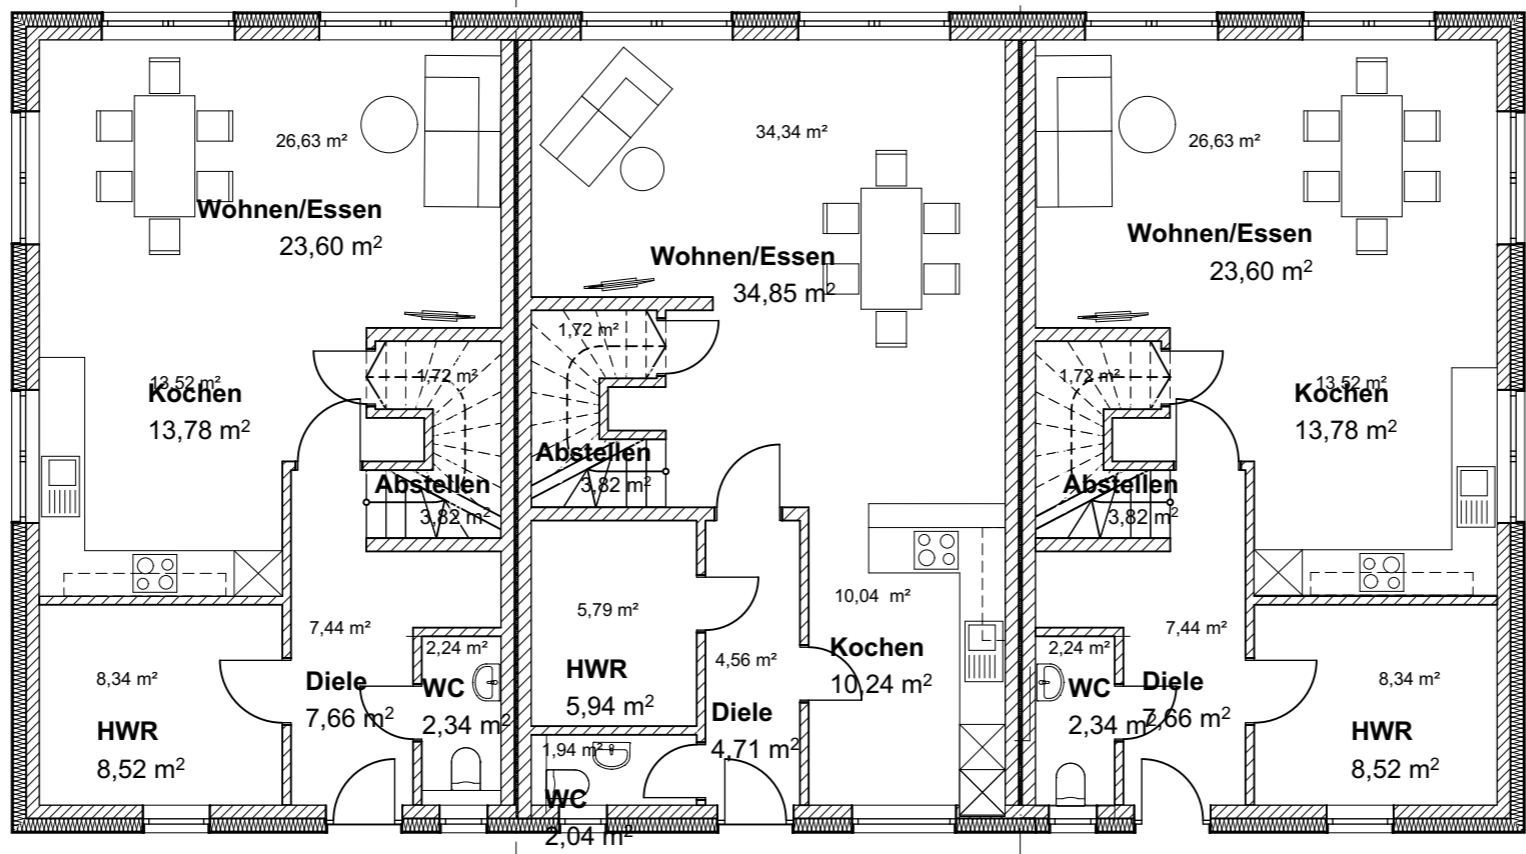 26,63 m²
Wohnen/Essen
23,60 m²
13,52 m²
Kochen
13,78 m²
1,72 m²
Abstellen
3,82 m²
7,44 m²
Diele
7,66 m²
2,24 m²
WC
2,34 m²
8,34 m²
HWR
8,52 m²
34,34 m²
Wohnen/Essen
34,85 m²
1,72 m²
Abstellen
3,82 m²
5,79 m²
HWR
5,94 m²
4,56 m²
Diele
4,71 m²
10,04 m²
Kochen
10,24 m²
1,94 m²
WC
2,04 m²
26,63 m²
Wohnen/Essen
23,60 m²
13,52 m²
Kochen
13,78 m²
1,72 m²
Abstellen
3,82 m²
2,24 m²
WC
2,34 m²
7,44 m²
Diele
7,66 m²
8,34 m²
HWR
8,52 m²